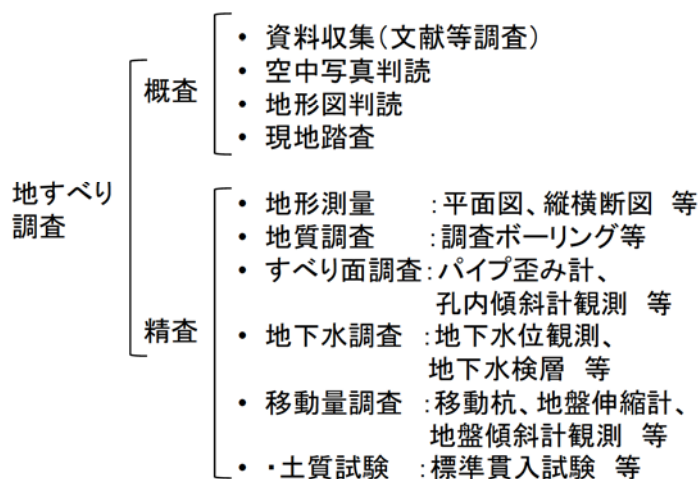 地すべり
調査
概査
• 資料収集(文献等調査)
• 空中写真判読
• 地形図判読
• 現地踏査
精査
• 地形測量 :平面図、縦横断図 等
• 地質調査 :調査ボーリング等
• すべり面調査:パイプ歪み計、
孔内傾斜計観測 等
• 地下水調査 :地下水位観測、
地下水検層 等
• 移動量調査 :移動杭、地盤伸縮計、
地盤傾斜計観測 等
• ・土質試験 :標準貫入試験 等